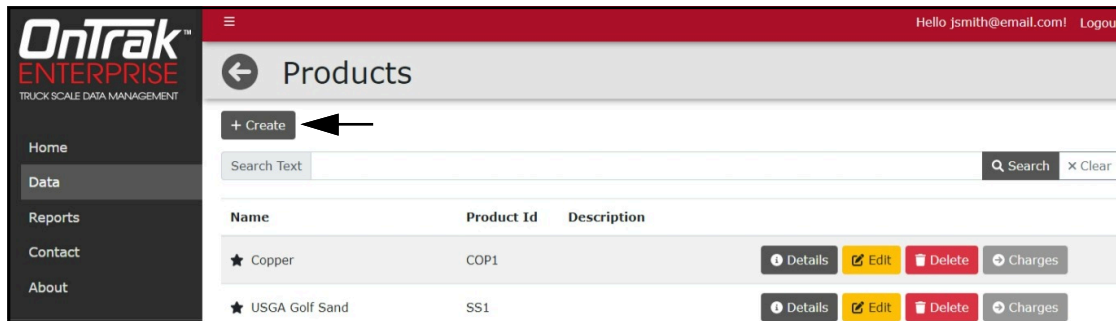 OnTrak™
ENTERPRISE
TRUCK SCALE DATA MANAGEMENT
Home
Data
Reports
Contact
About
Hello jsmith@email.com! Logou
Products
+ Create
Search Text Search × Clear
Name Product Id Description
Copper COP1 Details Edit Delete Charges
USGA Golf Sand SS1 Details Edit Delete Charges